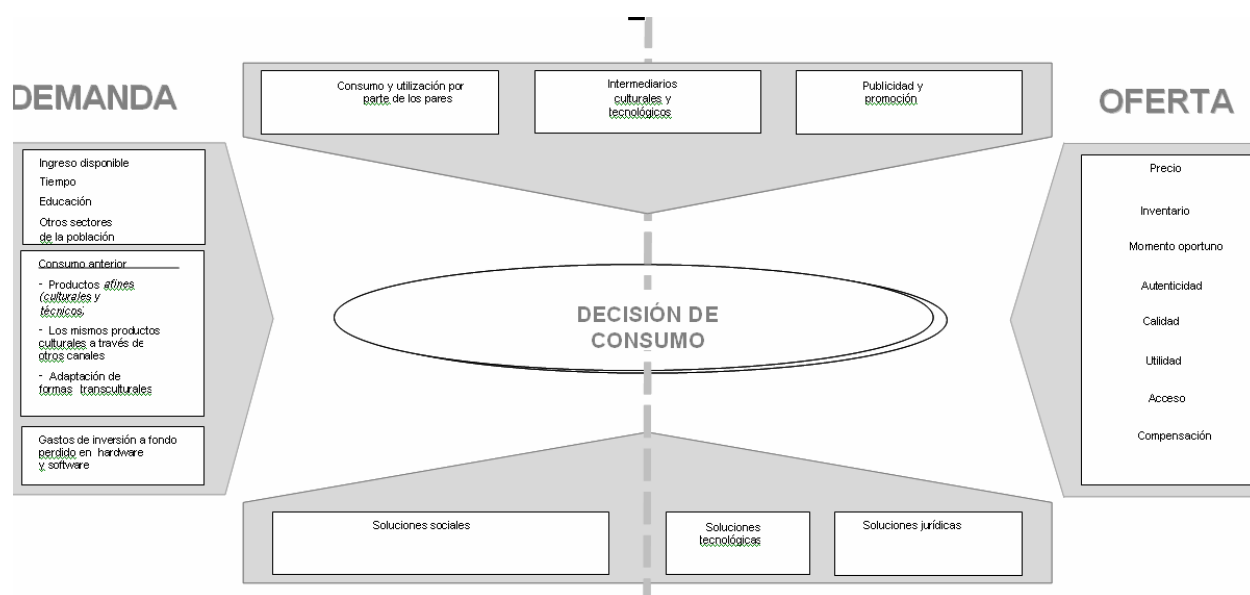 DEMANDA
OFERTA
Consumo y utilización por
parte de los pares
Intermediarios
culturales y
tecnológicos
Publicidad y
promoción
Ingreso disponible
Tiempo
Educación
Otros sectores
de la población
Consumo anterior
- Productos afines
(culturales y
técnicos.
- Los mismos productos
culturales a través de
otros canales
- Adaptación de
formas transculturales
Gastos de inversión a fondo
perdido en hardware
y software
DECISIÓN DE
CONSUMO
Precio
Inventario
Momento oportuno
Autenticidad
Calidad
Utilidad
Acceso
Compensación
Soluciones sociales
Soluciones
tecnológicas
Soluciones jurídicas